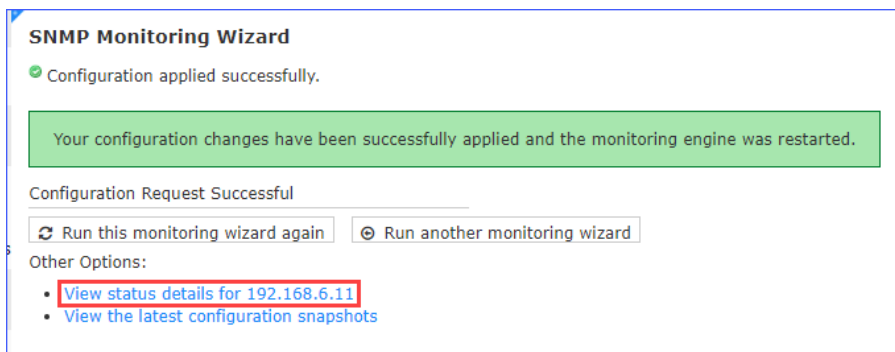 SNMP Monitoring Wizard
Configuration applied successfully.
Your configuration changes have been successfully applied and the monitoring engine was restarted.
Configuration Request Successful
Run this monitoring wizard again Run another monitoring wizard
s
Other Options:
• View status details for 192.168.6.11
• View the latest configuration snapshots